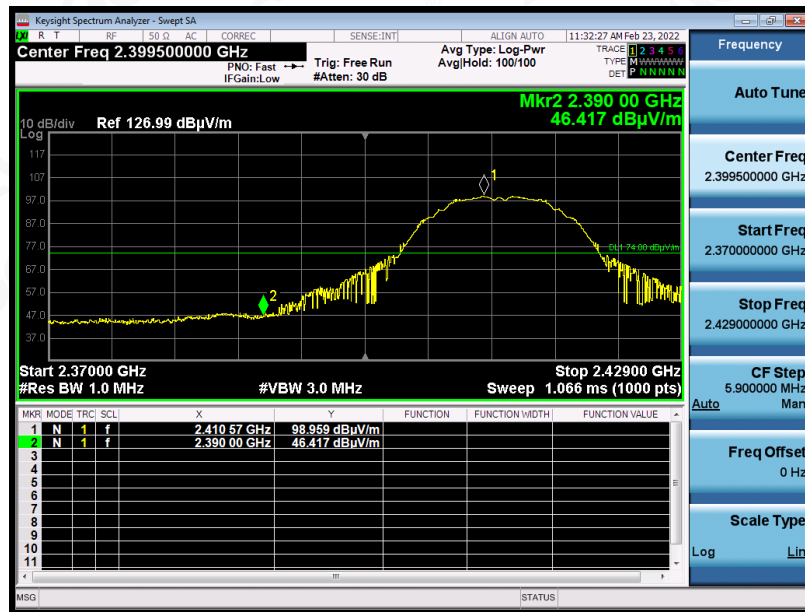 Keysight Spectrum Analyzer - Swept SA
LXI R T RF 50 Ω AC CORREC SENSE:INT ALIGN AUTO 11:32:27 AM Feb 23, 2022
Center Freq 2.399500000 GHz
PNO: Fast
IFGain:Low
Trig: Free Run
#Atten: 30 dB
Avg Type: Log-Pwr
Avg|Hold: 100/100
TRACE 1 2 3 4 5 6
TYPE M W W W W W
DET P N N N N N
Frequency
Mkr2 2.390 00 GHz
46.417 dBµV/m
10 dB/div Ref 126.99 dBµV/m
Log
117
107
97.0
87.0
77.0
67.0
57.0
47.0
37.0
1
2
DL1 74.00 dBµV/m
Start 2.37000 GHz
Stop 2.42900 GHz
#Res BW 1.0 MHz
#VBW 3.0 MHz
Sweep 1.066 ms (1000 pts)
MKR MODE TRC SCL X Y FUNCTION FUNCTION WIDTH FUNCTION VALUE
1 N 1 f 2.410 57 GHz 98.959 dBµV/m
2 N 1 f 2.390 00 GHz 46.417 dBµV/m
3
4
5
6
7
8
9
10
11
MSG
STATUS
Auto Tune
Center Freq
2.399500000 GHz
Start Freq
2.370000000 GHz
Stop Freq
2.429000000 GHz
CF Step
5.900000 MHz
Auto Man
Freq Offset
0 Hz
Scale Type
Log Lin